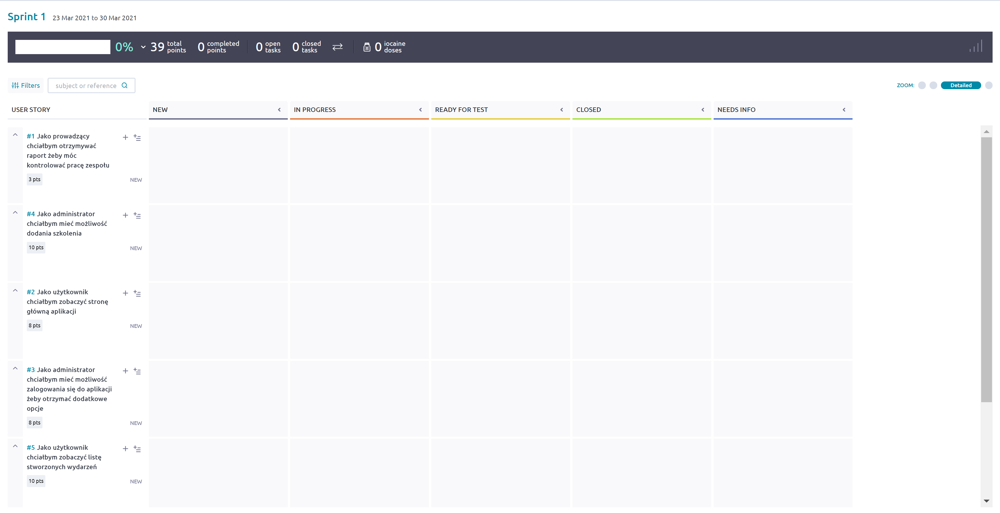 Sprint 1 23 Mar 2021 to 30 Mar 2021
0% 39 total points 0 completed points 0 open tasks 0 closed tasks 0 iocaine doses
Filters subject or reference ZOOM: Detailed
USER STORY NEW IN PROGRESS READY FOR TEST CLOSED NEEDS INFO
#1 Jako prowadzący
chciałbym otrzymywać
raport żeby móc
kontrolować pracę zespołu
3 pts NEW
#4 Jako administrator
chciałbym mieć możliwość
dodania szkolenia
10 pts NEW
#2 Jako użytkownik
chciałbym zobaczyć stronę
główną aplikacji
8 pts NEW
#3 Jako administrator
chciałbym mieć możliwość
zalogowania się do aplikacji
żeby otrzymać dodatkowe
opcje
8 pts NEW
#5 Jako użytkownik
chciałbym zobaczyć listę
stworzonych wydarzeń
10 pts NEW